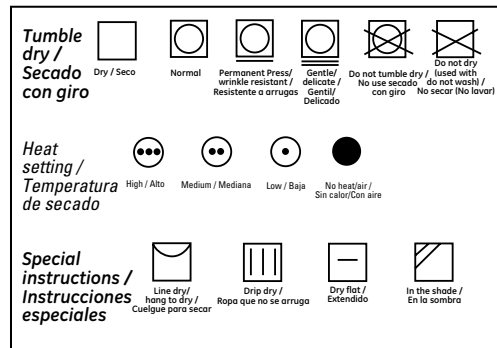 Tumble
dry /
Secado
con giro
Dry / Seco
Normal
Permanent Press/
wrinkle resistant /
Resistente a arrugas
Gentle/
delicate /
Gentil/
Delicado
Do not tumble dry /
No use secado
con giro
Do not dry
(used with
do not wash) /
No secar (No lavar)
Heat
setting /
Temperatura
de secado
High / Alto
Medium / Mediana
Low / Baja
No heat/air /
Sin calor/Con aire
Special
instructions /
Instrucciones
especiales
Line dry/
hang to dry /
Cuelgue para secar
Drip dry /
Ropa que no se arruga
Dry flat /
Extendido
In the shade /
En la sombra